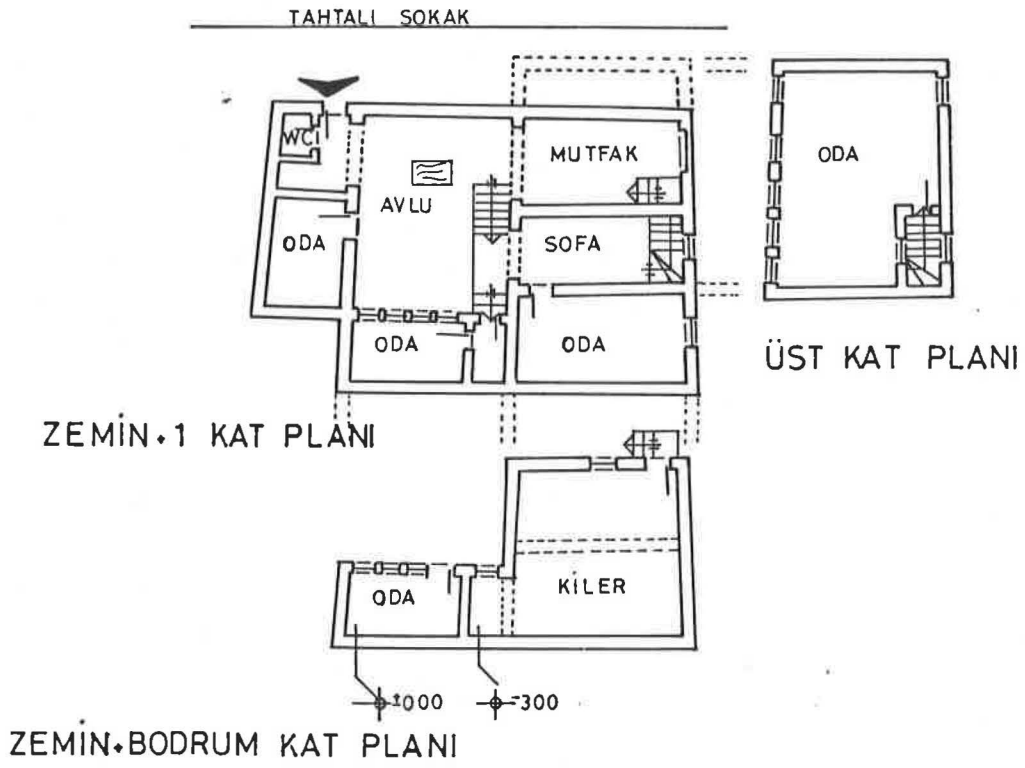 TAHTALI SOKAK
WC
MUTFAK
ODA
AVLU
ODA
SOFA
ODA
ODA
ÜST KAT PLANI
ZEMİN+1 KAT PLANI
ODA
KİLER
±000
-300
ZEMİN+BODRUM KAT PLANI